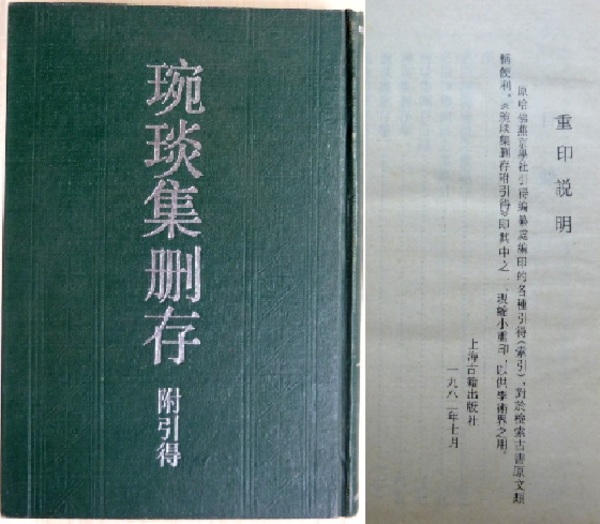 琬琰集删存
附引得
重印説明
原哈佛燕京學社引得編纂處編印的各種引得(索引),對於檢索古書原文頗
稱便利。《琬琰集删存附引得》即其中之一,現縮小重印,以供學術界之用。
上海古籍出版社
一九八二年十月